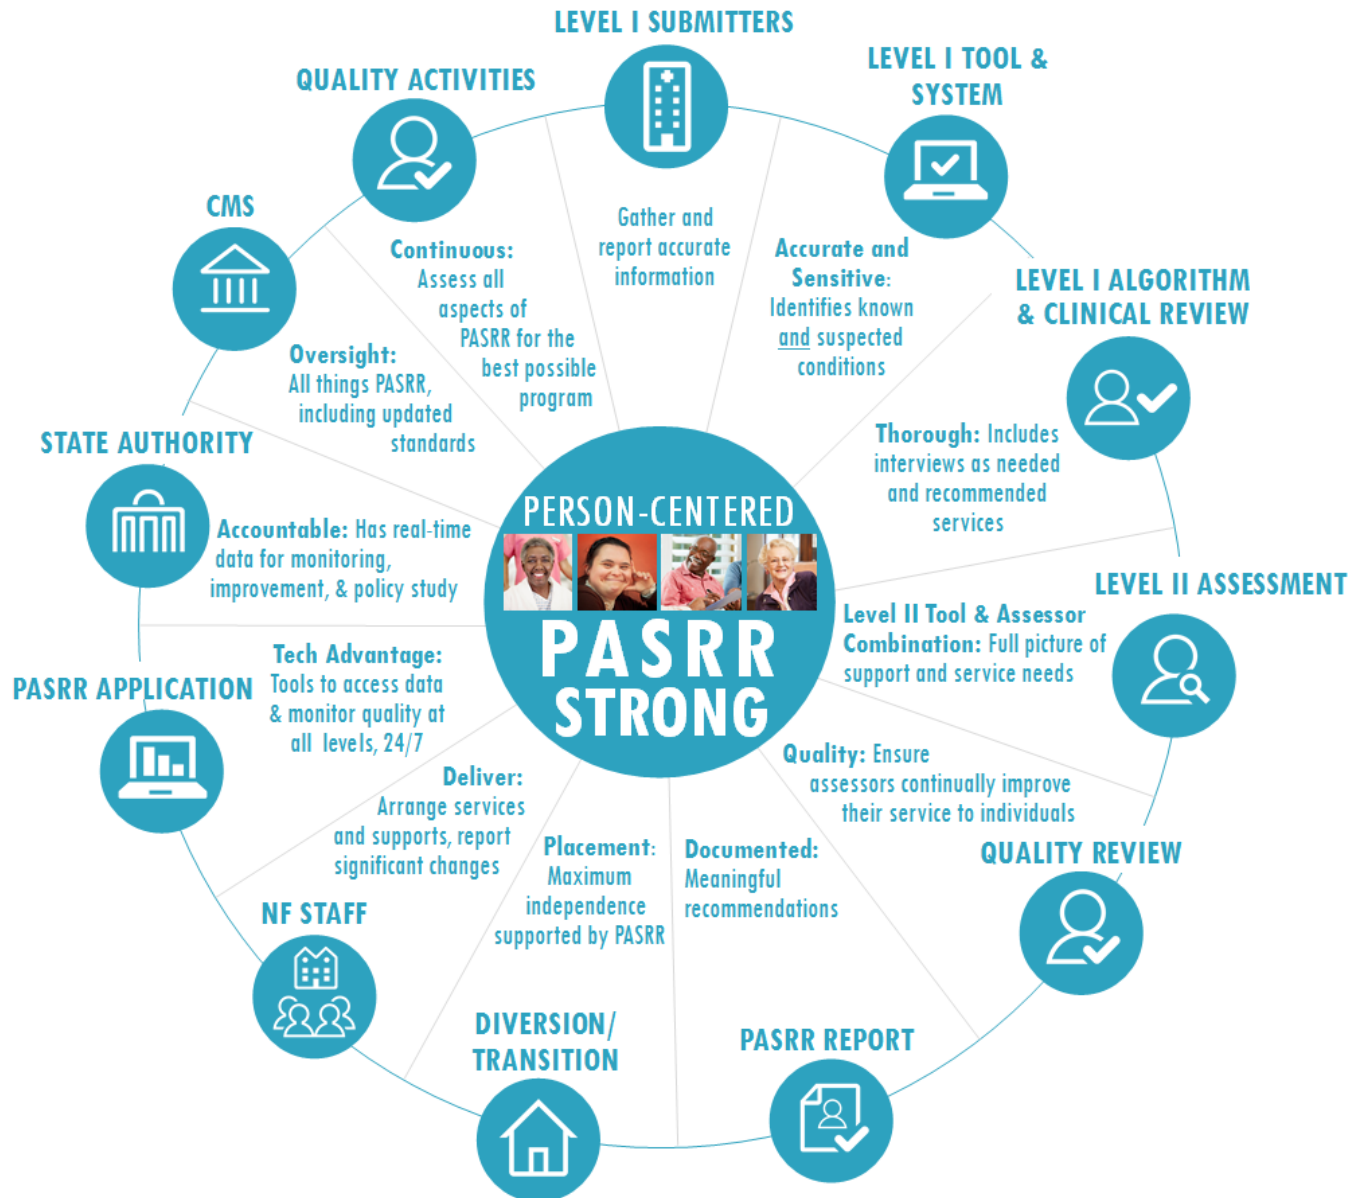 LEVEL I SUBMITTERS
Gather and
report accurate
information
LEVEL I TOOL &
SYSTEM
Accurate and
Sensitive:
Identifies known
and suspected
conditions
LEVEL I ALGORITHM
& CLINICAL REVIEW
Thorough: Includes
interviews as needed
and recommended
services
LEVEL II ASSESSMENT
Level II Tool & Assessor
Combination: Full picture of
support and service needs
QUALITY REVIEW
Quality: Ensure
assessors continually improve
their service to individuals
PASRR REPORT
Documented:
Meaningful
recommendations
DIVERSION/
TRANSITION
Placement:
Maximum
independence
supported by PASRR
NF STAFF
Deliver:
Arrange services
and supports, report
significant changes
PASRR APPLICATION
Tech Advantage:
Tools to access data
& monitor quality at
all levels, 24/7
STATE AUTHORITY
Accountable: Has real-time
data for monitoring,
improvement, & policy study
CMS
Oversight:
All things PASRR,
including updated
standards
QUALITY ACTIVITIES
Continuous:
Assess all
aspects of
PASRR for the
best possible
program
PERSON-CENTERED
PASRR
STRONG